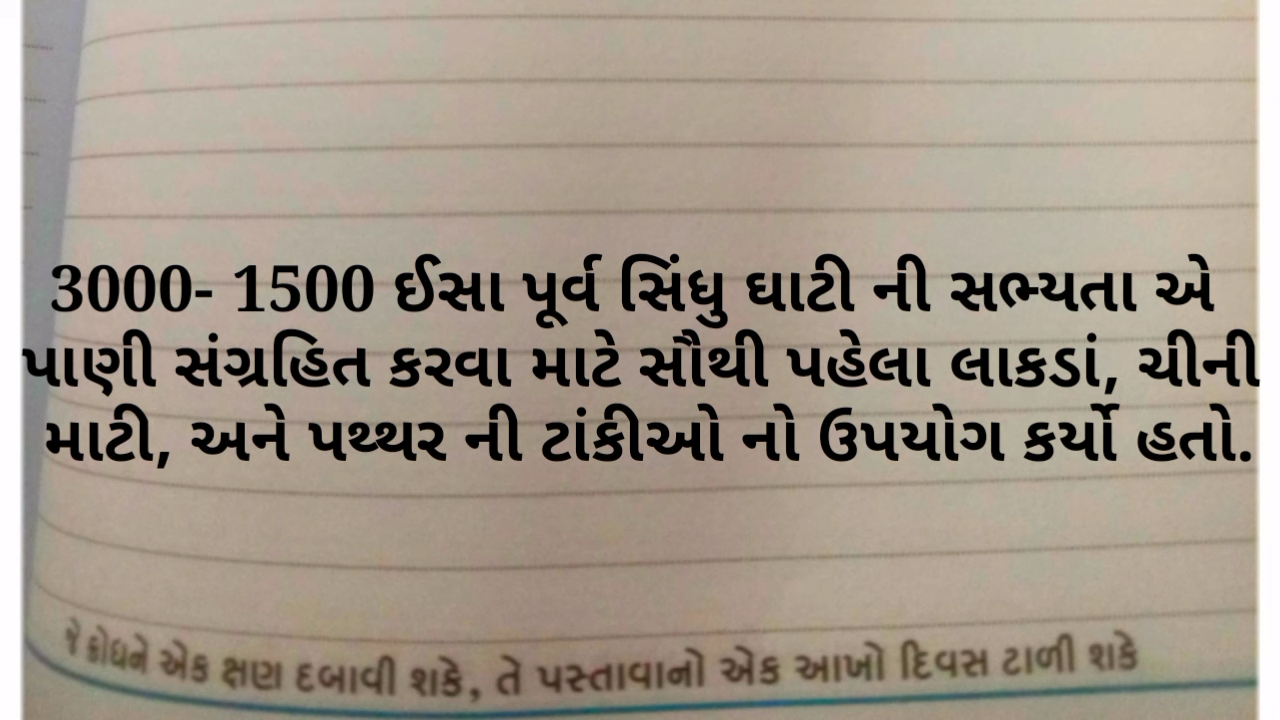 3000- 1500 ઈસા પૂર્વ સિંધુ ઘાટી ની સભ્યતા એ
પાણી સંગ્રહિત કરવા માટે સૌથી પહેલા લાકડાં, ચીની
માટી, અને પથ્થર ની ટાંકીઓ નો ઉપયોગ કર્યો હતો.
જે ક્રોધને એક ક્ષણ દબાવી શકે, તે પસ્તાવાનો એક આખો દિવસ ટાળી શકે